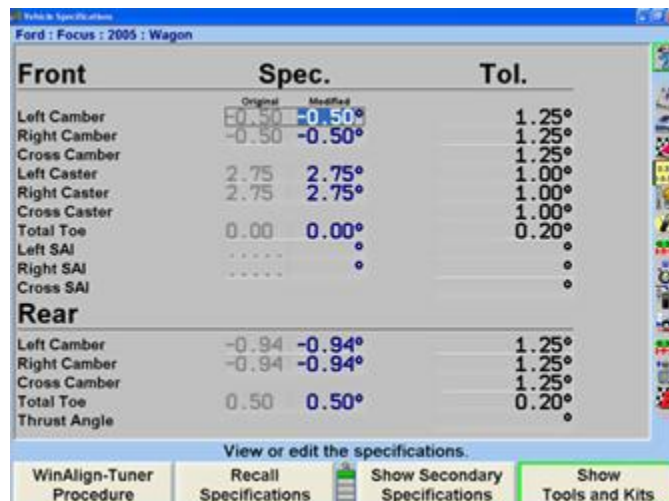 Vehicle Specifications
Ford : Focus : 2005 : Wagon
Front Spec. Tol.
Original Modified
Left Camber -0.50 -0.50° 1.25°
Right Camber -0.50 -0.50° 1.25°
Cross Camber 1.25°
Left Caster 2.75 2.75° 1.00°
Right Caster 2.75 2.75° 1.00°
Cross Caster 1.00°
Total Toe 0.00 0.00° 0.20°
Left SAI ..... ° °
Right SAI ..... ° °
Cross SAI °
Rear
Left Camber -0.94 -0.94° 1.25°
Right Camber -0.94 -0.94° 1.25°
Cross Camber 1.25°
Total Toe 0.50 0.50° 0.20°
Thrust Angle °
View or edit the specifications.
WinAlign-Tuner Recall Show Secondary Show
Procedure Specifications Specifications Tools and Kits